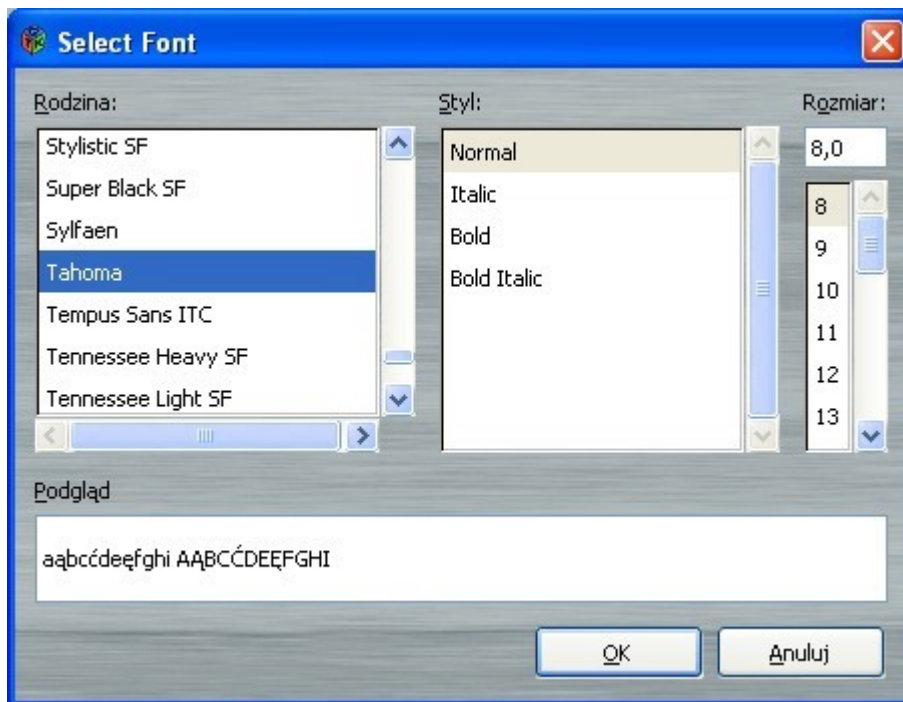 Select Font
Rodzina:
Stylistic SF
Super Black SF
Sylfaen
Tahoma
Tempus Sans ITC
Tennessee Heavy SF
Tennessee Light SF
Styl:
Normal
Italic
Bold
Bold Italic
Rozmiar:
8,0
8
9
10
11
12
13
Podgląd
aąbcćdeęfghi AĄBCĆDEĘFGHI
OK
Anuluj